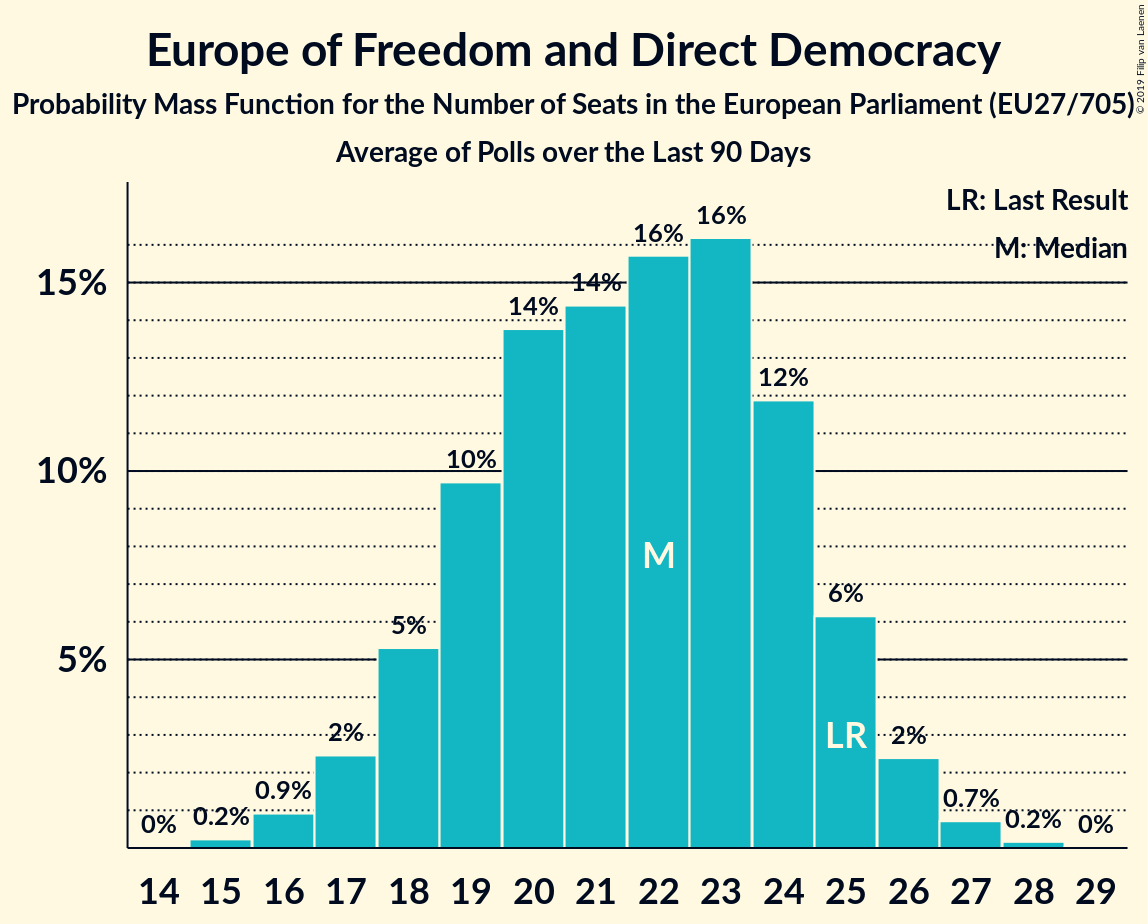 Europe of Freedom and Direct Democracy
Probability Mass Function for the Number of Seats in the European Parliament (EU27/705)
Average of Polls over the Last 90 Days
© 2019 Filip van Laenen
LR: Last Result
M: Median
15%
10%
5%
0%
0.2%
0.9%
2%
5%
10%
14%
14%
16%
16%
12%
6%
2%
0.7%
0.2%
0%
M
LR
14 15 16 17 18 19 20 21 22 23 24 25 26 27 28 29